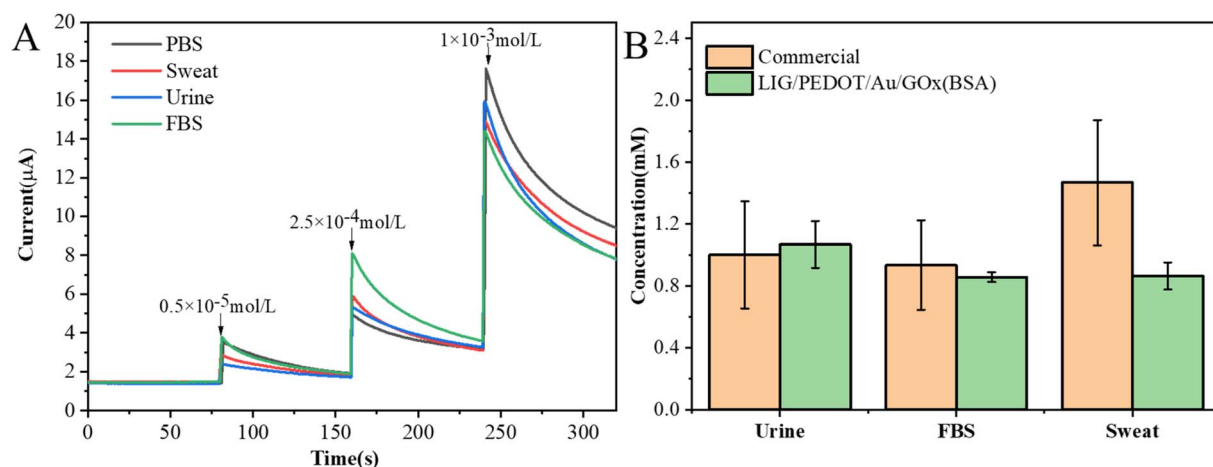 A
PBS
Sweat
Urine
FBS
0.5×10⁻⁵mol/L
2.5×10⁻⁴mol/L
1×10⁻³mol/L
Current(μA)
20
18
16
14
12
10
8
6
4
2
0
0 50 100 150 200 250 300
Time(s)
B
Commercial
LIG/PEDOT/Au/GOx(BSA)
Concentration(mM)
2.4
2.0
1.6
1.2
0.8
0.4
0.0
Urine FBS Sweat